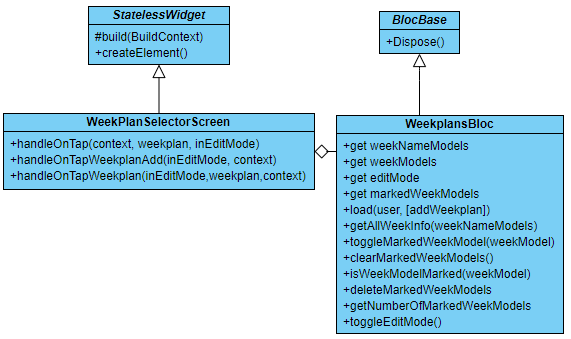 StatelessWidget
#build(BuildContext)
+createElement()
BlocBase
+Dispose()
WeekPlanSelectorScreen
+handleOnTap(context, weekplan, inEditMode)
+handleOnTapWeekplanAdd(inEditMode, context)
+handleOnTapWeekplan(inEditMode,weekplan,context)
WeekplansBloc
+get weekNameModels
+get weekModels
+get editMode
+get markedWeekModels
+load(user, [addWeekplan])
+getAllWeekInfo(weekNameModels)
+toggleMarkedWeekModel(weekModel)
+clearMarkedWeekModels()
+isWeekModelMarked(weekModel)
+deleteMarkedWeekModels
+getNumberOfMarkedWeekModels
+toggleEditMode()